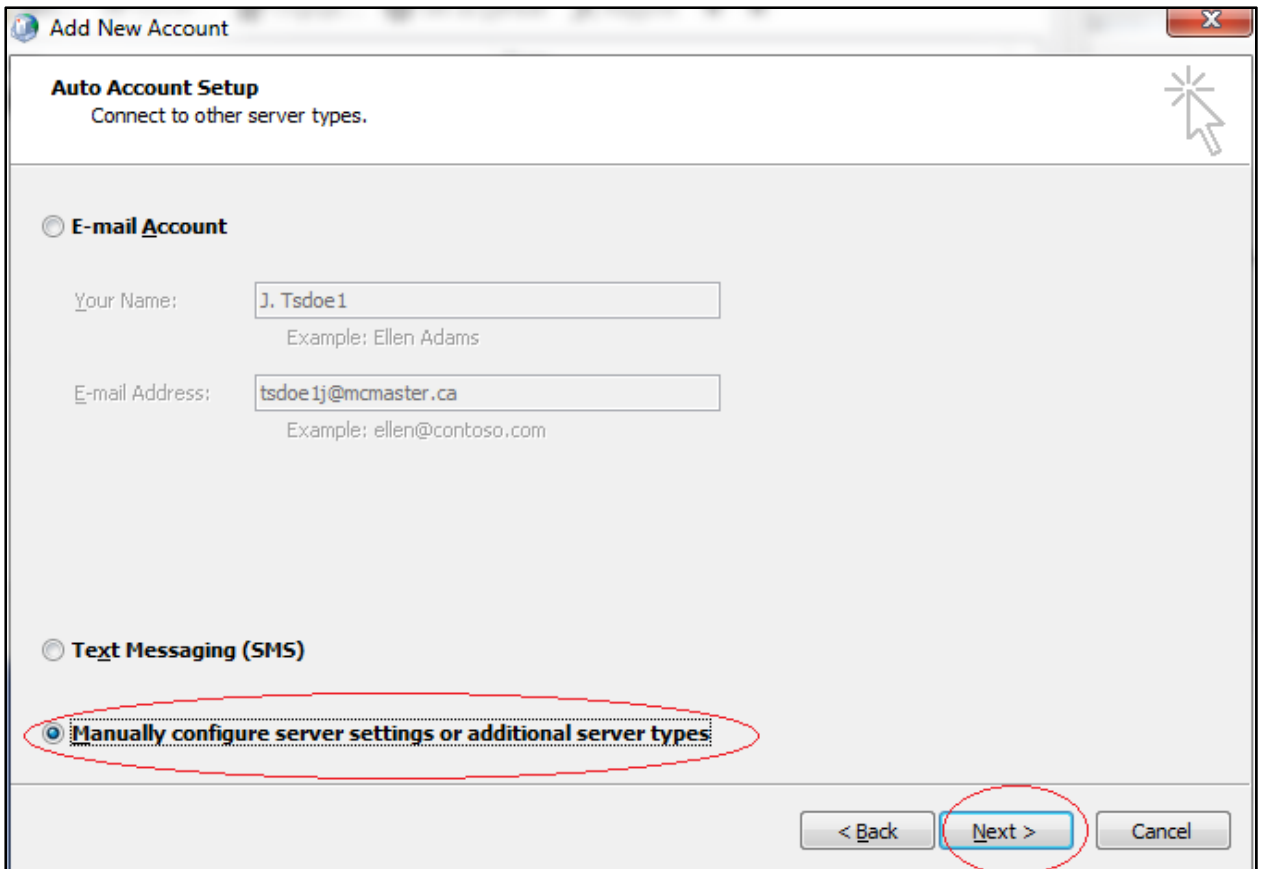 Add New Account
Auto Account Setup
Connect to other server types.
E-mail Account
Your Name: J. Tsdoe1
Example: Ellen Adams
E-mail Address: tsdoe1j@mcmaster.ca
Example: ellen@contoso.com
Text Messaging (SMS)
Manually configure server settings or additional server types
< Back Next > Cancel